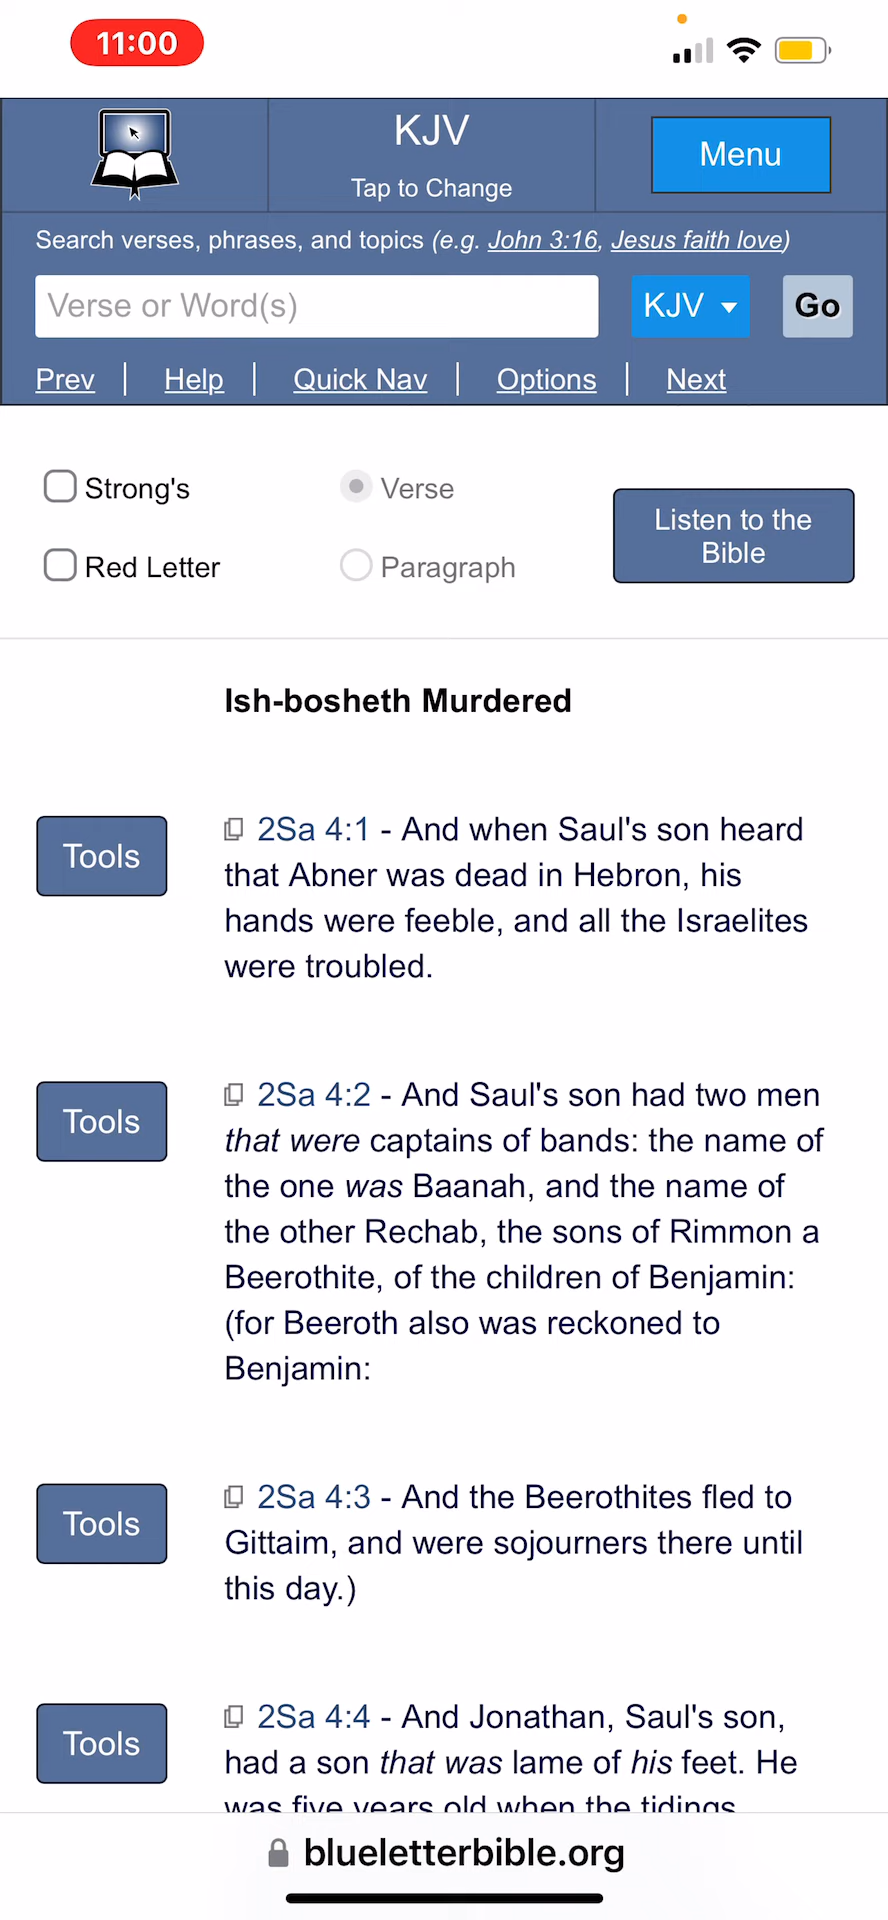 11:00
KJV
Tap to Change
Menu
Search verses, phrases, and topics (e.g. John 3:16, Jesus faith love)
Verse or Word(s)
KJV
Go
Prev | Help | Quick Nav | Options | Next
Strong's
Verse
Red Letter
Paragraph
Listen to the
Bible
Ish-bosheth Murdered
Tools
2Sa 4:1 - And when Saul's son heard
that Abner was dead in Hebron, his
hands were feeble, and all the Israelites
were troubled.
Tools
2Sa 4:2 - And Saul's son had two men
that were captains of bands: the name of
the one was Baanah, and the name of
the other Rechab, the sons of Rimmon a
Beerothite, of the children of Benjamin:
(for Beeroth also was reckoned to
Benjamin:
Tools
2Sa 4:3 - And the Beerothites fled to
Gittaim, and were sojourners there until
this day.)
Tools
2Sa 4:4 - And Jonathan, Saul's son,
had a son that was lame of his feet. He
was five years old when the tidings
blueletterbible.org